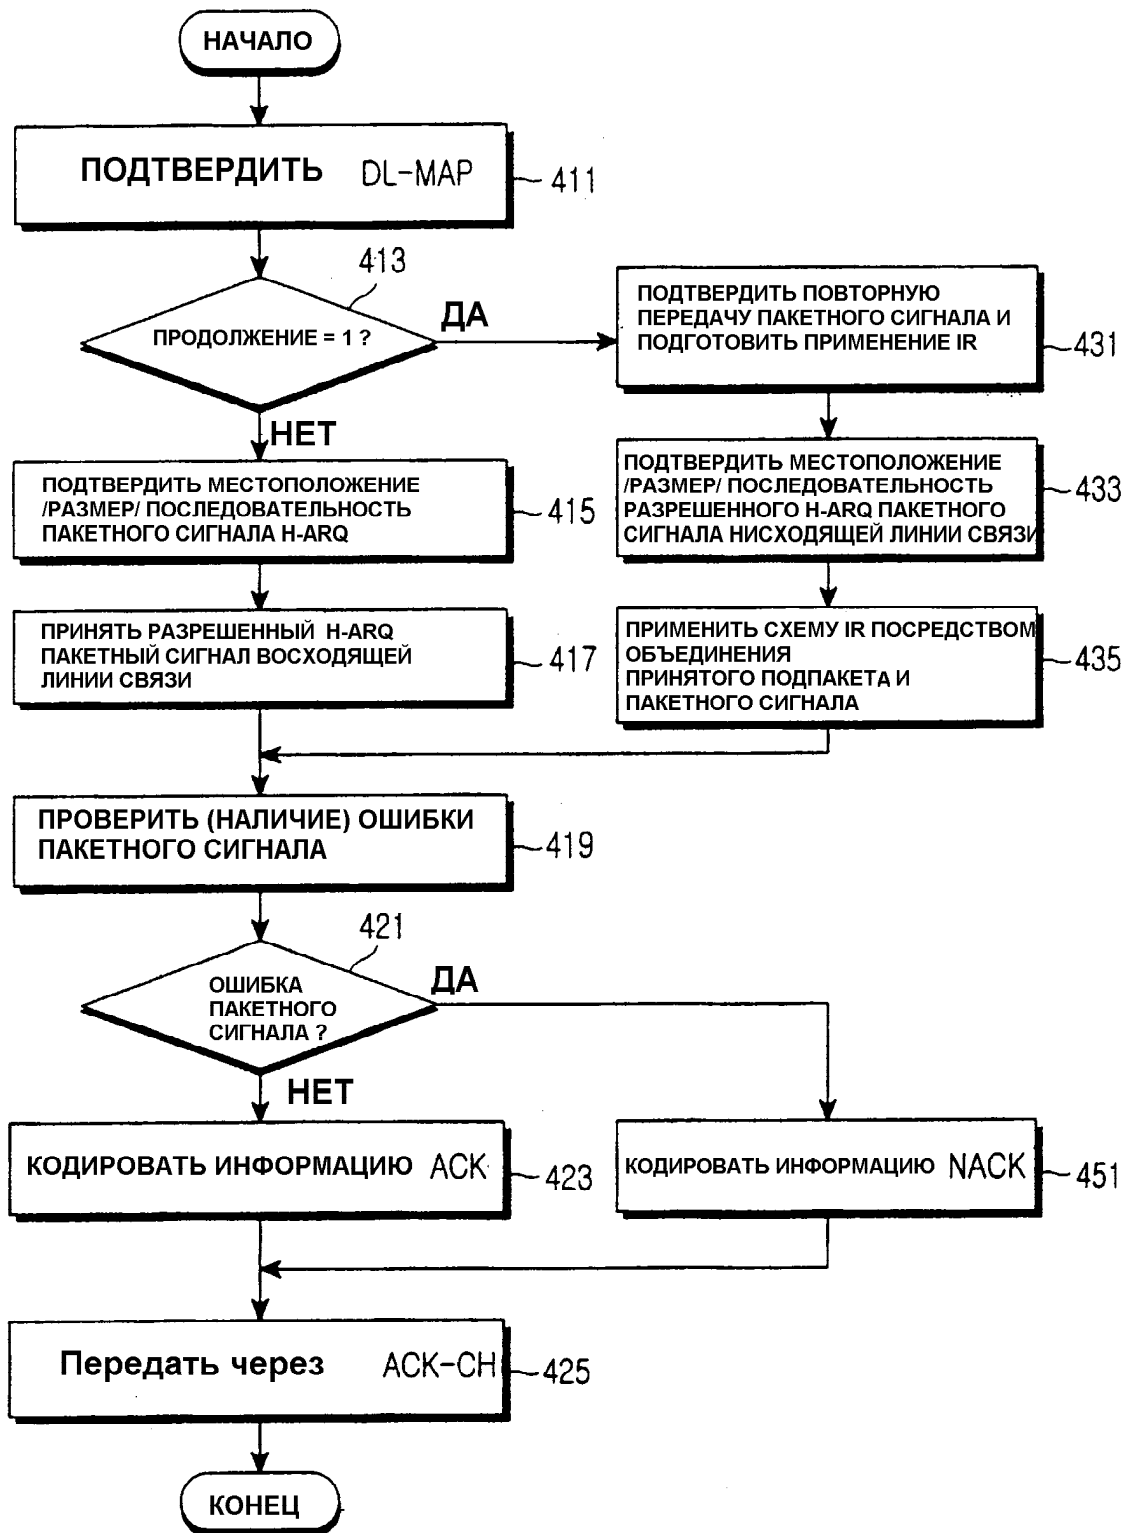 НАЧАЛО
ПОДТВЕРДИТЬ DL-MAP
411
413
ПРОДОЛЖЕНИЕ = 1 ?
ДА
НЕТ
ПОДТВЕРДИТЬ ПОВТОРНУЮ
ПЕРЕДАЧУ ПАКЕТНОГО СИГНАЛА И
ПОДГОТОВИТЬ ПРИМЕНЕНИЕ IR
431
ПОДТВЕРДИТЬ МЕСТОПОЛОЖЕНИЕ
/РАЗМЕР/ ПОСЛЕДОВАТЕЛЬНОСТЬ
ПАКЕТНОГО СИГНАЛА H-ARQ
415
ПОДТВЕРДИТЬ МЕСТОПОЛОЖЕНИЕ
/РАЗМЕР/ ПОСЛЕДОВАТЕЛЬНОСТЬ
РАЗРЕШЕННОГО H-ARQ ПАКЕТНОГО
СИГНАЛА НИСХОДЯЩЕЙ ЛИНИИ СВЯЗИ
433
ПРИНЯТЬ РАЗРЕШЕННЫЙ H-ARQ
ПАКЕТНЫЙ СИГНАЛ ВОСХОДЯЩЕЙ
ЛИНИИ СВЯЗИ
417
ПРИМЕНИТЬ СХЕМУ IR ПОСРЕДСТВОМ
ОБЪЕДИНЕНИЯ
ПРИНЯТОГО ПОДПАКЕТА И
ПАКЕТНОГО СИГНАЛА
435
ПРОВЕРИТЬ (НАЛИЧИЕ) ОШИБКИ
ПАКЕТНОГО СИГНАЛА
419
421
ОШИБКА
ПАКЕТНОГО
СИГНАЛА ?
ДА
НЕТ
КОДИРОВАТЬ ИНФОРМАЦИЮ ACK
423
КОДИРОВАТЬ ИНФОРМАЦИЮ NACK
451
Передать через ACK-CH
425
КОНЕЦ